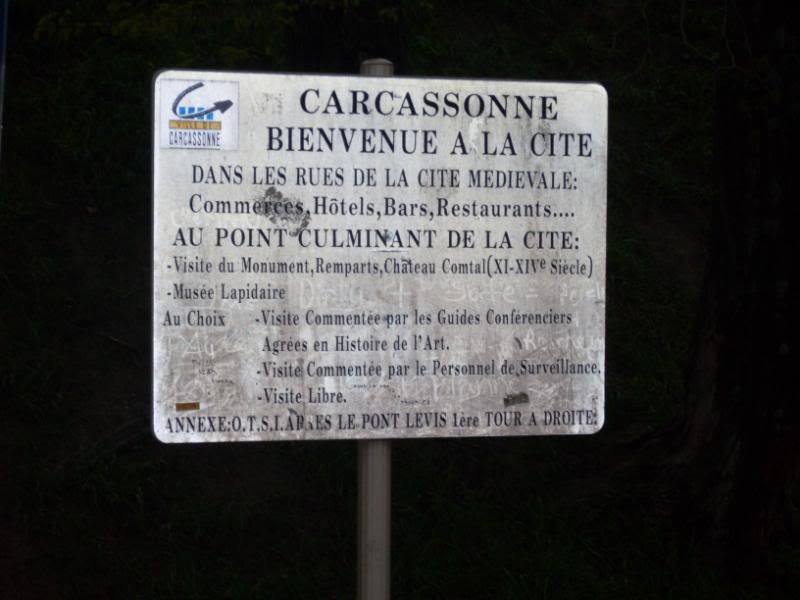 VILLE DE
CARCASSONNE
CARCASSONNE
BIENVENUE A LA CITE
DANS LES RUES DE LA CITE MEDIEVALE:
Commerces,Hôtels,Bars,Restaurants....
AU POINT CULMINANT DE LA CITE:
-Visite du Monument,Remparts,Chateau Comtal(XI-XIVe Siècle)
-Musée Lapidaire
Au Choix -Visite Commentée par les Guides Conférenciers
Agrées en Histoire de l'Art.
-Visite Commentée par le Personnel de Surveillance.
-Visite Libre.
ANNEXE:O.T.S.I.APRES LE PONT LEVIS 1ère TOUR A DROITE: